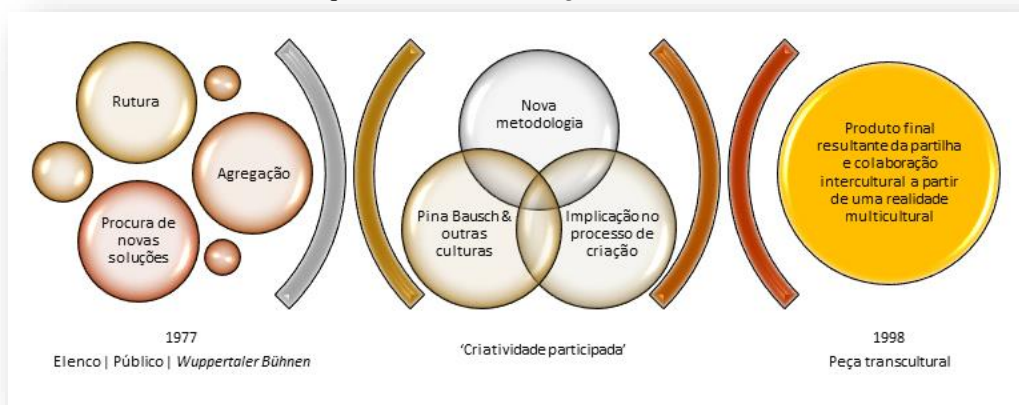 Rutura
Agregação
Procura de
novas
soluções
1977
Elenco | Público | Wuppertaler Bühnen
Nova
metodologia
Pina Bausch &
outras
culturas
Implicação no
processo de
criação
'Criatividade participada'
Produto final
resultante da partilha
e colaboração
intercultural a partir
de uma realidade
multicultural
1998
Peça transcultural